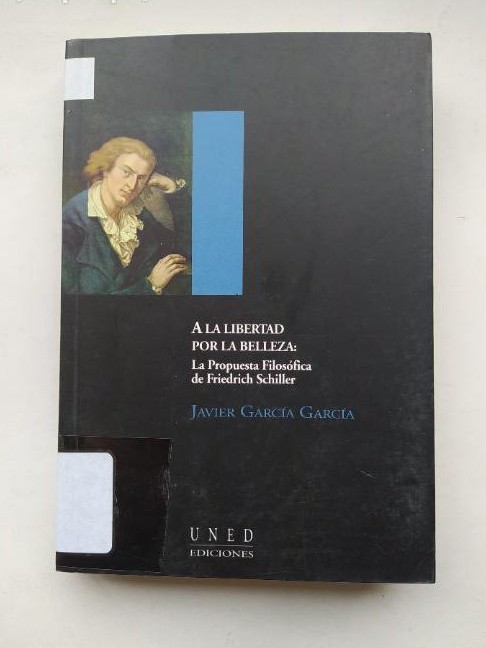 A LA LIBERTAD
POR LA BELLEZA:
La Propuesta Filosófica
de Friedrich Schiller
JAVIER GARCÍA GARCÍA
UNED
EDICIONES